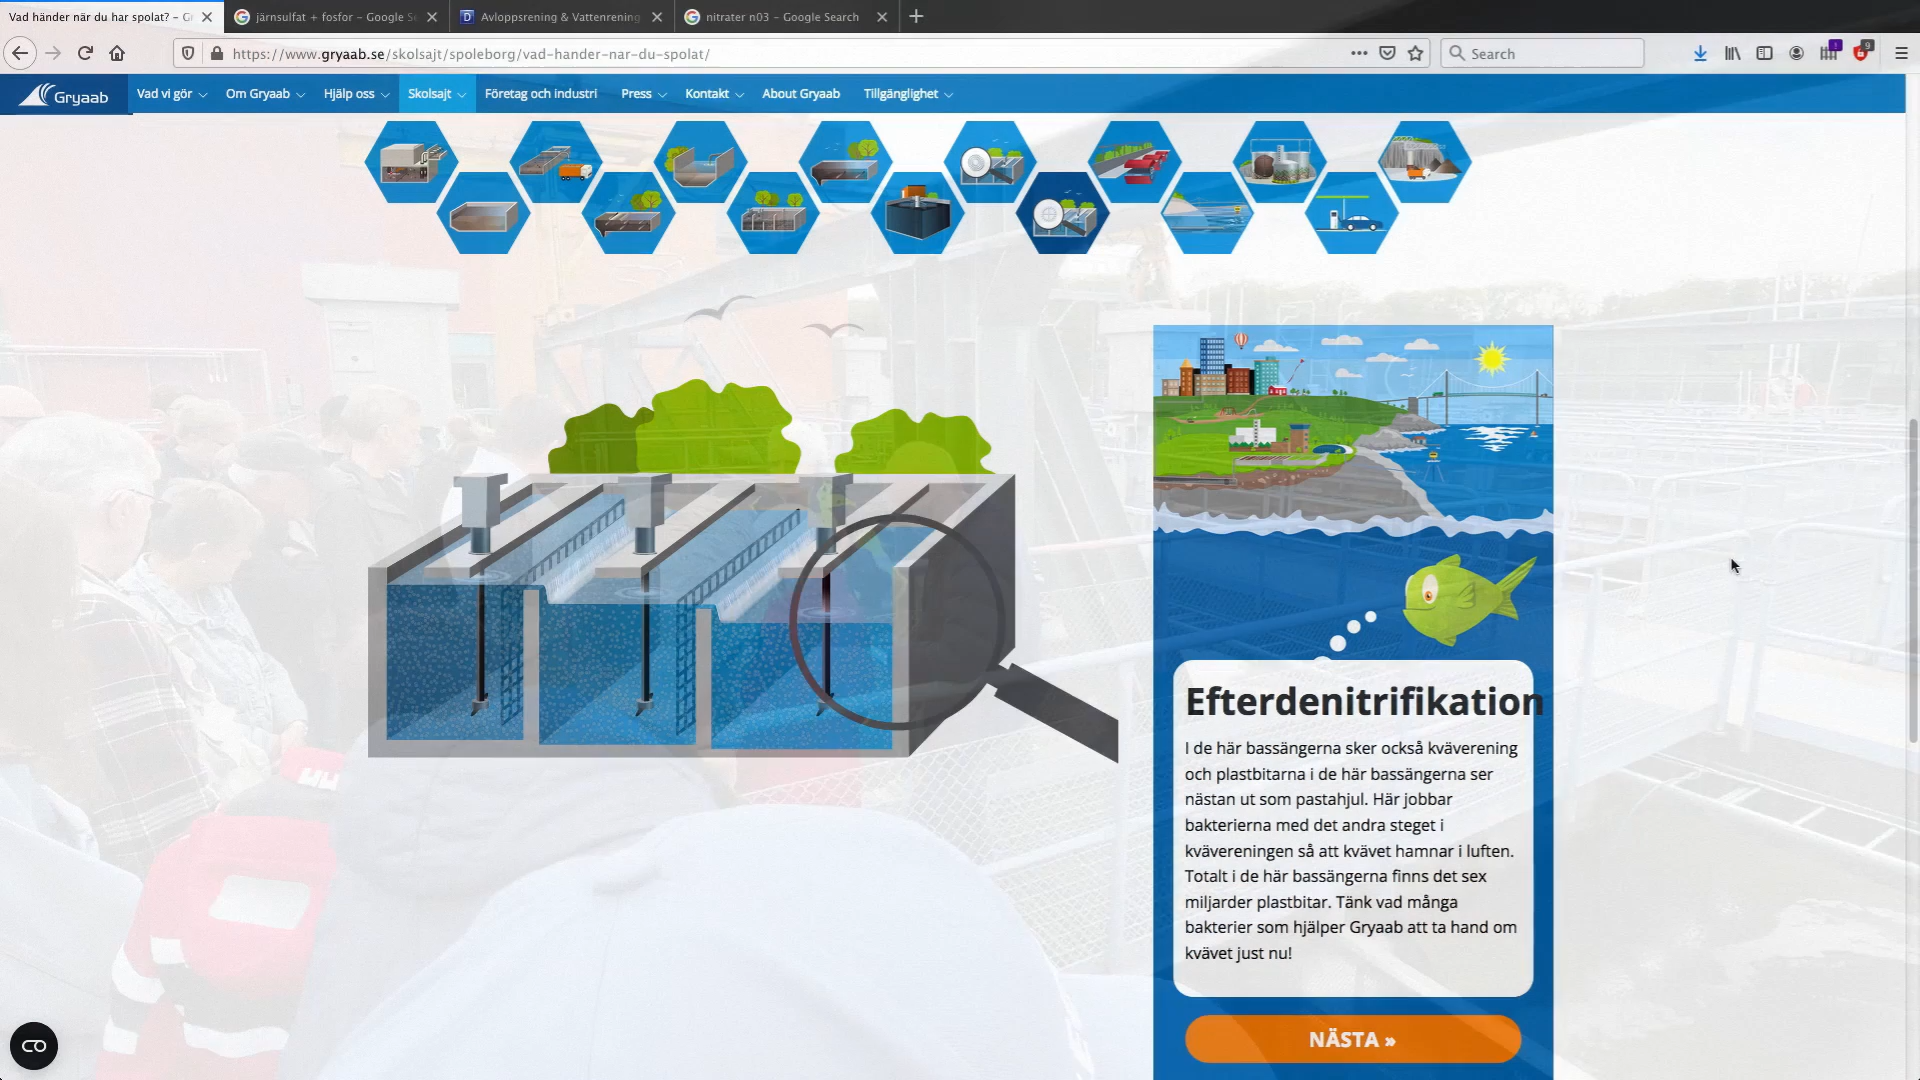 Vad händer när du har spolat? – Gr
järnsulfat + fosfor – Google Se
Avloppsrening & Vattenrening
nitrater n03 – Google Search
https://www.gryaab.se/skolsajt/spoleborg/vad-hander-nar-du-spolat/
Search
9
Gryaab
Vad vi gör
Om Gryaab
Hjälp oss
Skolsajt
Företag och industri
Press
Kontakt
About Gryaab
Tillgänglighet
Efterdenitrifikation
I de här bassängerna sker också kväverening
och plastbitarna i de här bassängerna ser
nästan ut som pastahjul. Här jobbar
bakterierna med det andra steget i
kvävereningen så att kvävet hamnar i luften.
Totalt i de här bassängerna finns det sex
miljarder plastbitar. Tänk vad många
bakterier som hjälper Gryaab att ta hand om
kvävet just nu!
NÄSTA »